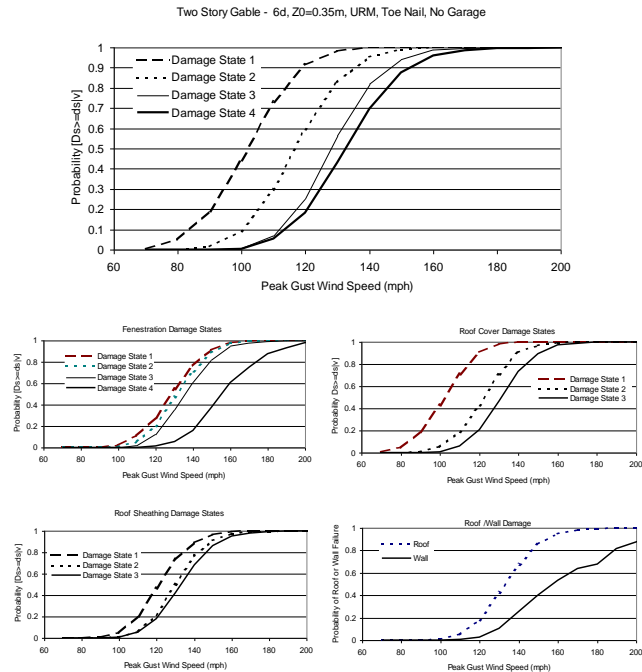 Two Story Gable - 6d, Z0=0.35m, URM, Toe Nail, No Garage
Probability [Ds>=ds|v]
1
0.9
0.8
0.7
0.6
0.5
0.4
0.3
0.2
0.1
0
Damage State 1
Damage State 2
Damage State 3
Damage State 4
60 80 100 120 140 160 180 200
Peak Gust Wind Speed (mph)
Fenestration Damage States
Probability [Ds>=ds|v]
1
0.8
0.6
0.4
0.2
0
Damage State 1
Damage State 2
Damage State 3
Damage State 4
60 80 100 120 140 160 180 200
Peak Gust Wind Speed (mph)
Roof Cover Damage States
Probability Ds>=ds|v]
1
0.8
0.6
0.4
0.2
0
Damage State 1
Damage State 2
Damage State 3
60 80 100 120 140 160 180 200
Peak Gust Wind Speed (mph)
Roof Sheathing Damage States
Probability [Ds>=ds|v]
1
0.8
0.6
0.4
0.2
0
Damage State 1
Damage State 2
Damage State 3
60 80 100 120 140 160 180 200
Peak Gust Wind Speed (mph)
Roof /Wall Damage
Probability of Roof or Wall Failure
1
0.8
0.6
0.4
0.2
0
Roof
Wall
60 80 100 120 140 160 180 200
Peak Gust Wind Speed (mph)